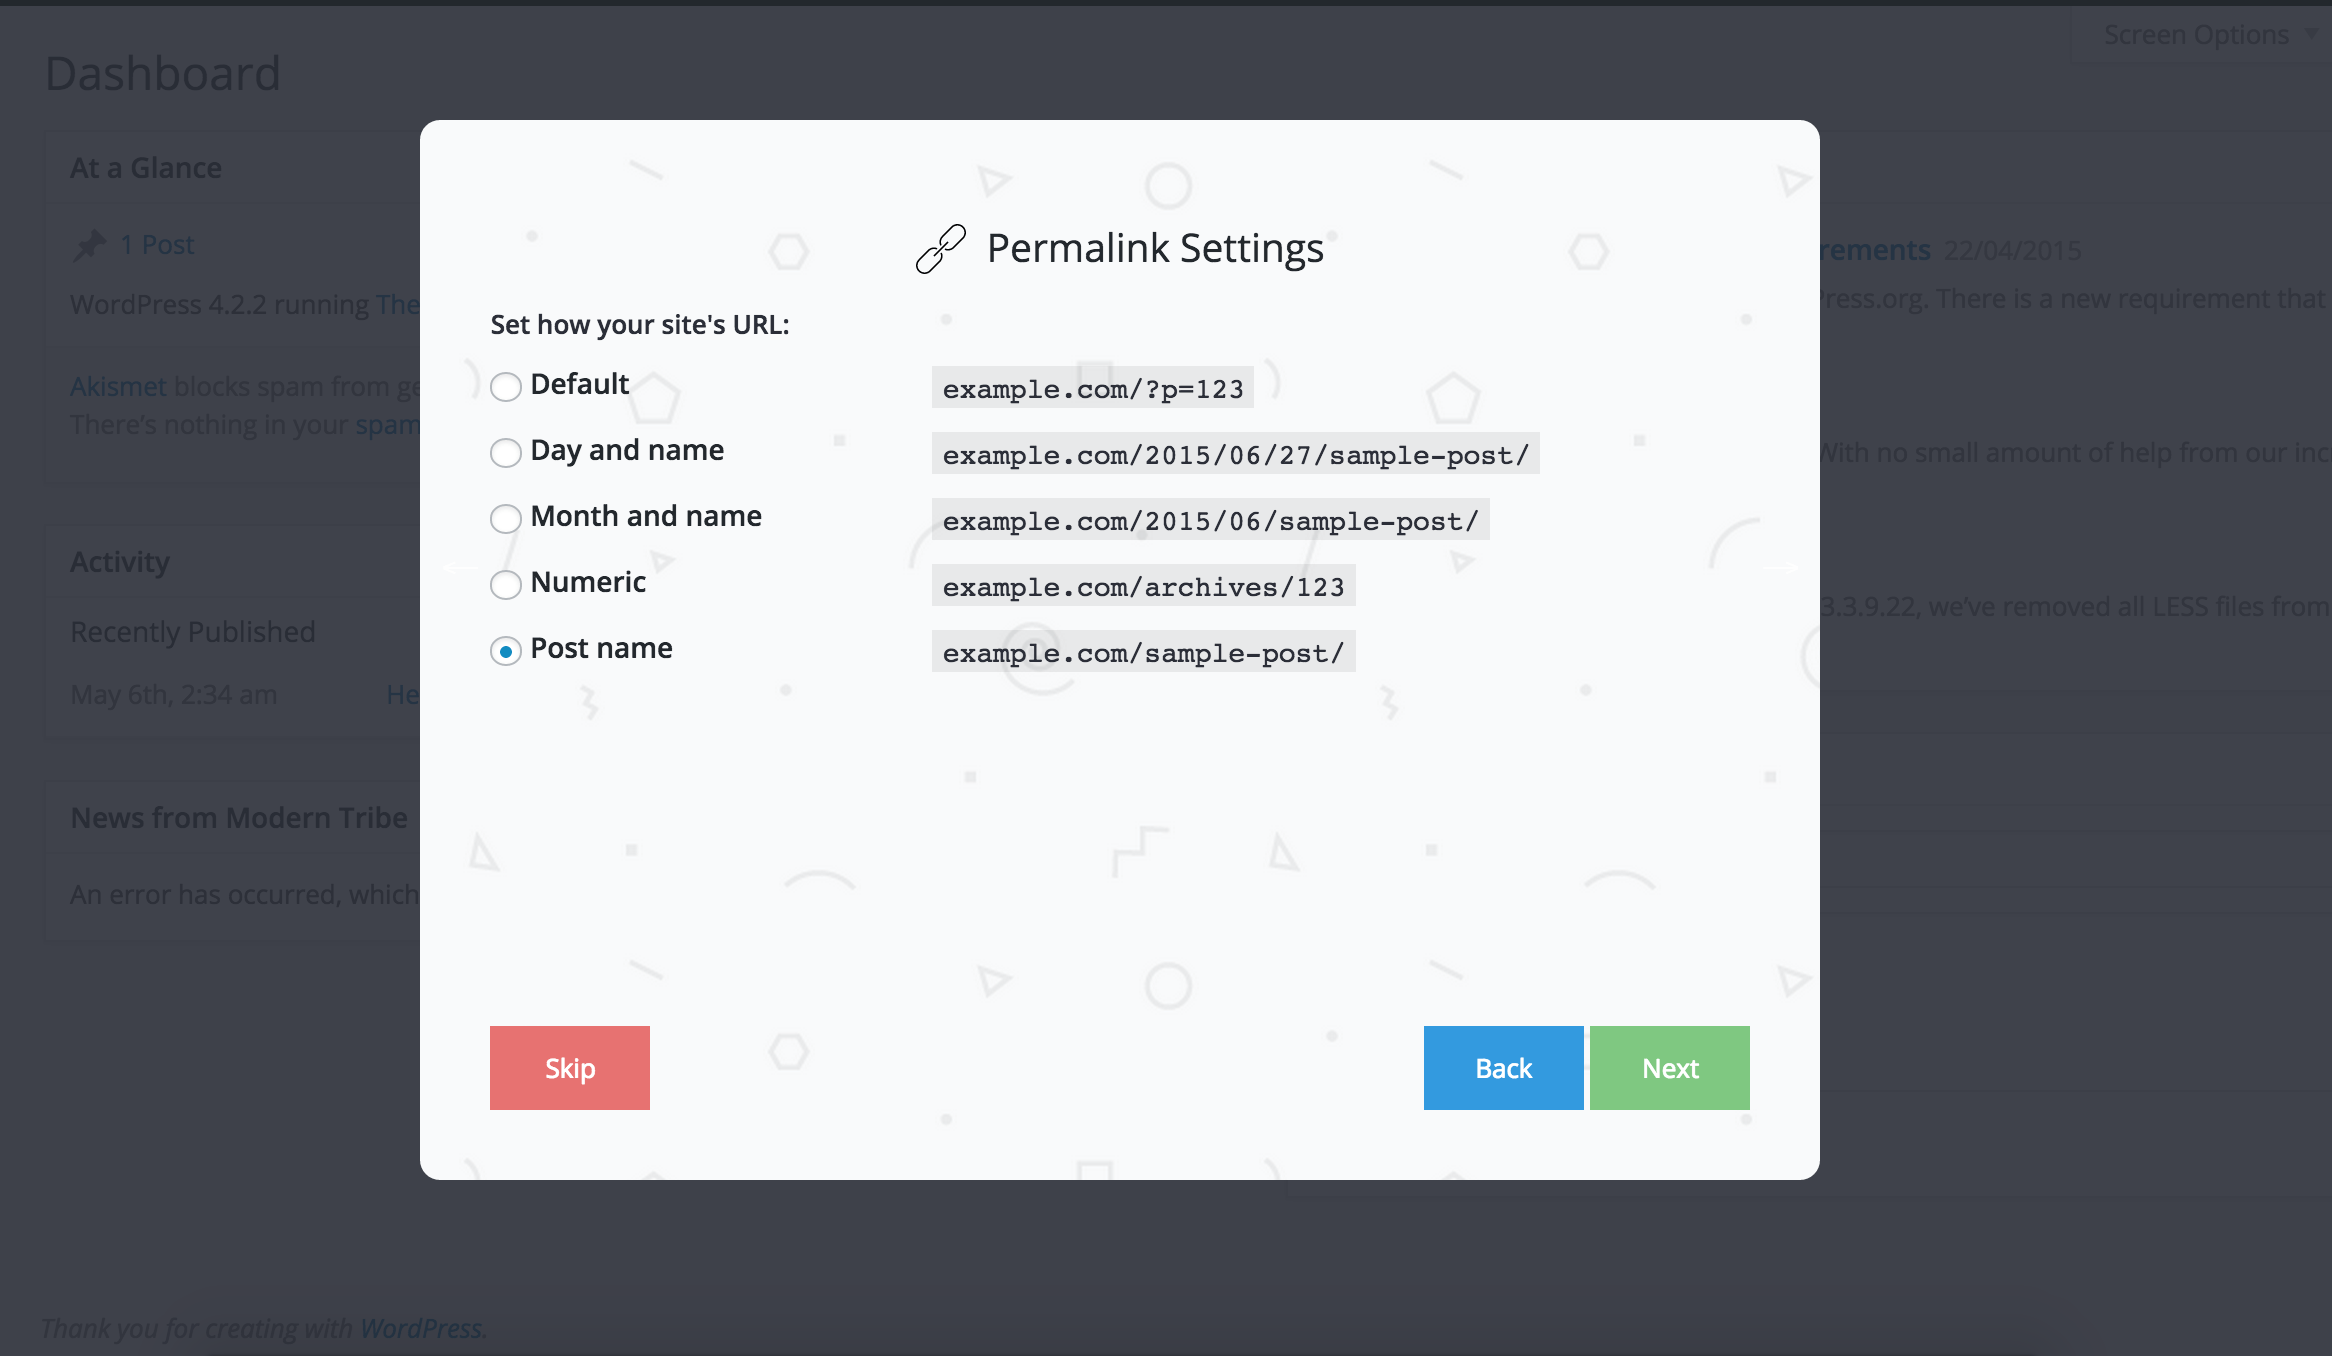 Screen Options
Dashboard
At a Glance
1 Post
WordPress 4.2.2 running The
Akismet blocks spam from ge
There's nothing in your spam
Activity
Recently Published
May 6th, 2:34 am He
News from Modern Tribe
An error has occurred, which
Permalink Settings
Set how your site's URL:
Default example.com/?p=123
Day and name example.com/2015/06/27/sample-post/
Month and name example.com/2015/06/sample-post/
Numeric example.com/archives/123
Post name example.com/sample-post/
Skip
Back
Next
rements 22/04/2015
Press.org. There is a new requirement that
With no small amount of help from our inc
3.3.9.22, we've removed all LESS files from
Thank you for creating with WordPress.